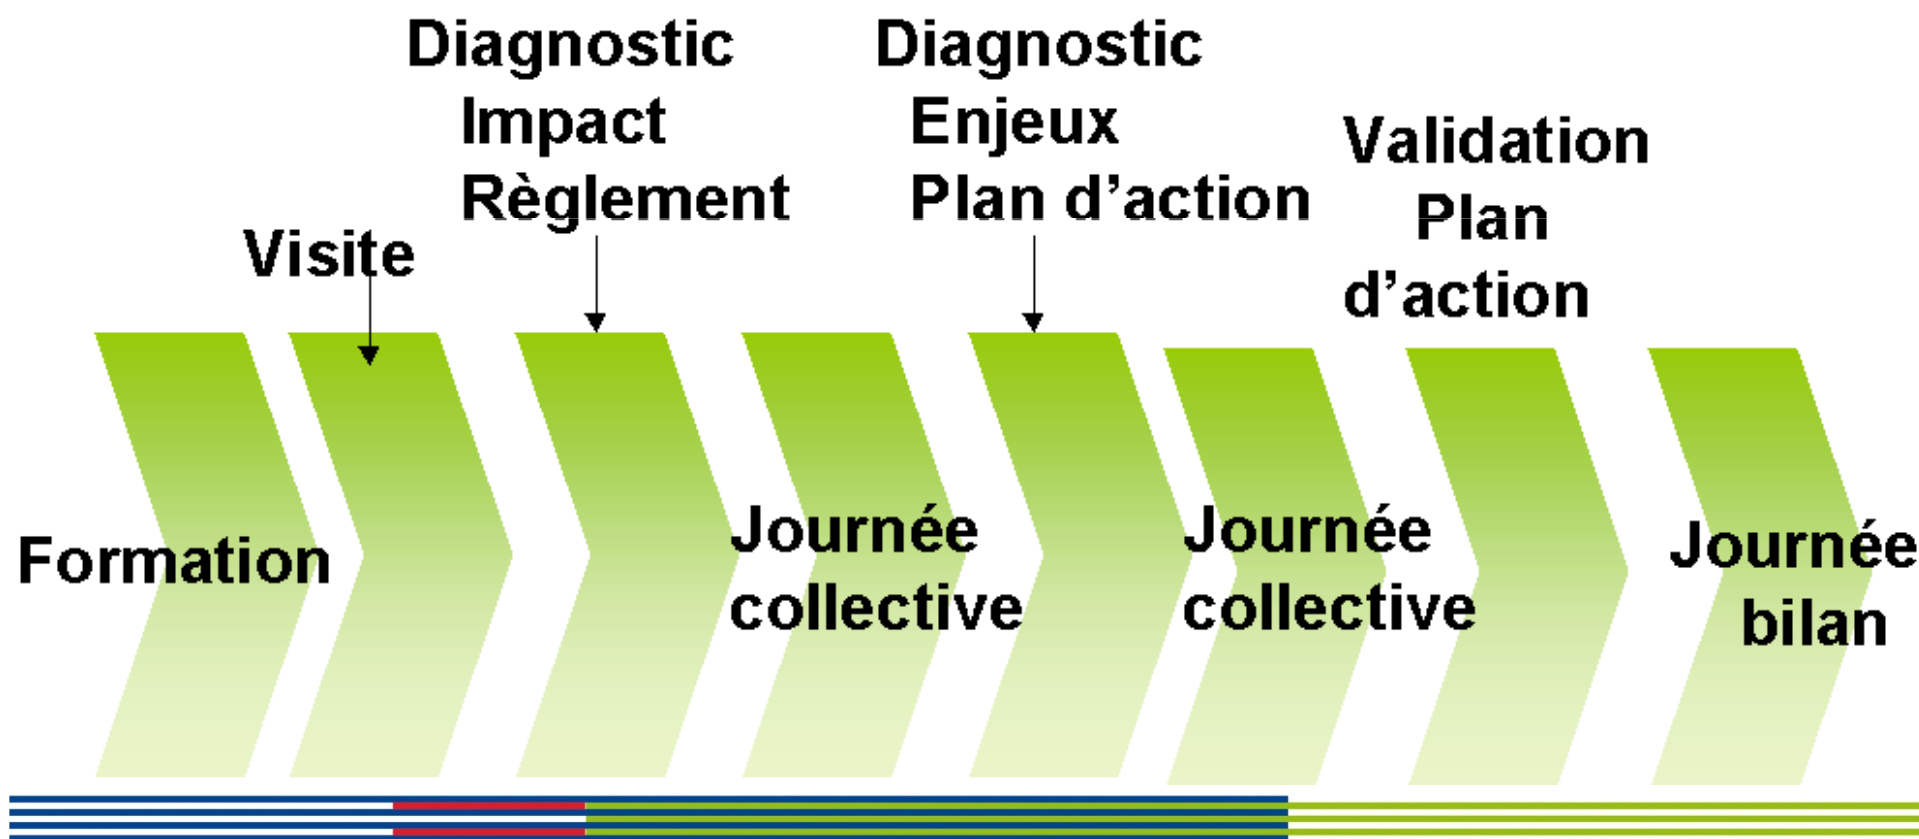 Diagnostic
Impact
Règlement
Diagnostic
Enjeux
Plan d’action
Validation
Plan
d’action
Visite
Formation
Journée
collective
Journée
collective
Journée
bilan